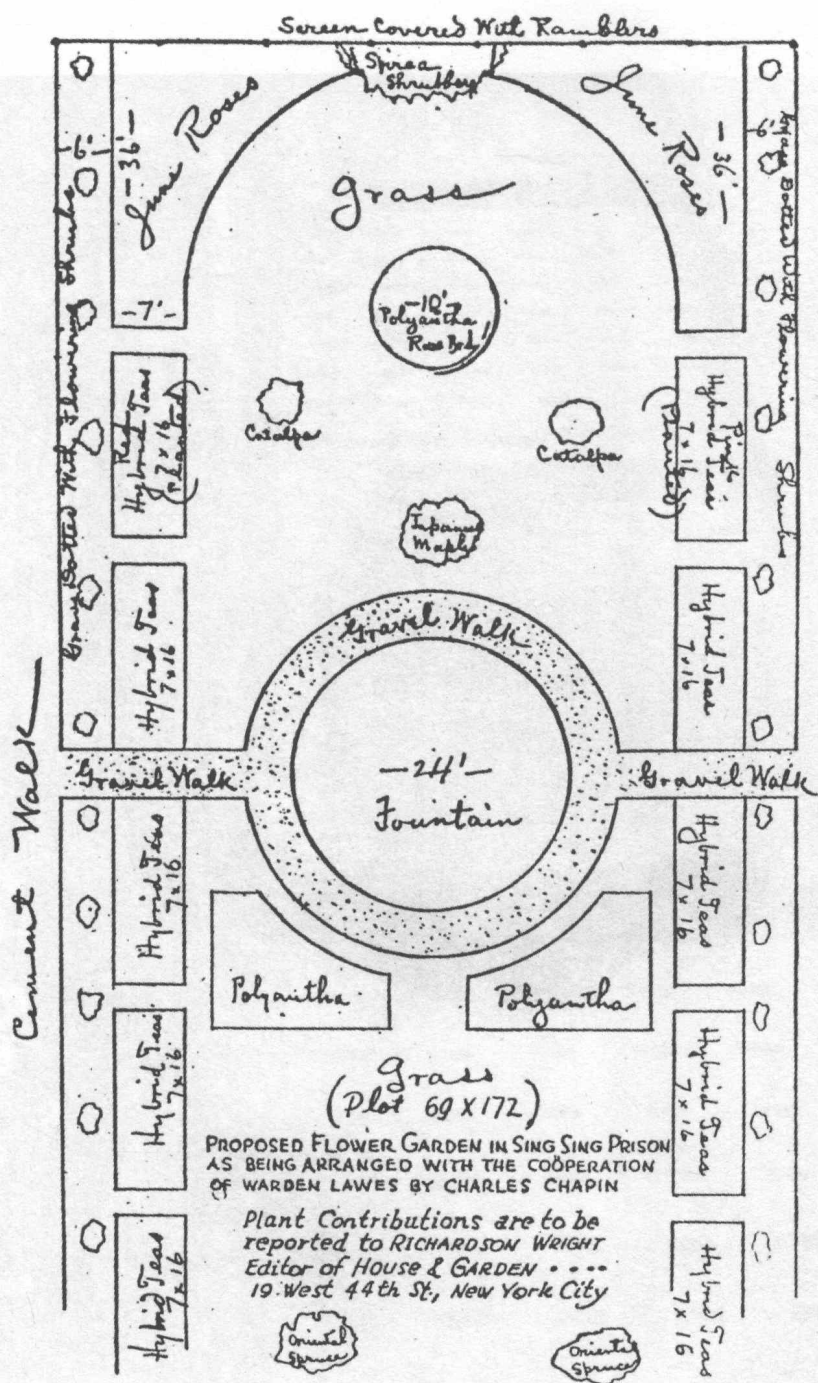 Screen Covered With Ramblers
Spirea
Shrubbery
June Roses
June Roses
-6'-
-36'-
-36'-
-6'-
Grass
Grass Dotted With Flowering Shrubs
Grass Dotted With Flowering Shrubs
-7'-
-10'-
Polyantha
Rose Bed
Red
Hybrid Teas
7 x 16
(Planted)
Pink
Hybrid Teas
7 x 16
(Planted)
Catalpa
Catalpa
Japanese
Maple
Hybrid Teas
7 x 16
Hybrid Teas
7 x 16
Gravel Walk
Gravel Walk
Gravel Walk
-24'-
Fountain
Cement Walk
Hybrid Teas
7 x 16
Hybrid Teas
7 x 16
Polyantha
Polyantha
Hybrid Teas
7 x 16
Hybrid Teas
7 x 16
Grass
(Plot 69 X 172)
PROPOSED FLOWER GARDEN IN SING SING PRISON
AS BEING ARRANGED WITH THE COÖPERATION
OF WARDEN LAWES BY CHARLES CHAPIN
Plant Contributions are to be
reported to RICHARDSON WRIGHT
Editor of HOUSE & GARDEN ····
19 West 44th St., New York City
Hybrid Teas
7 x 16
Hybrid Teas
7 x 16
Oriental
Spruce
Oriental
Spruce